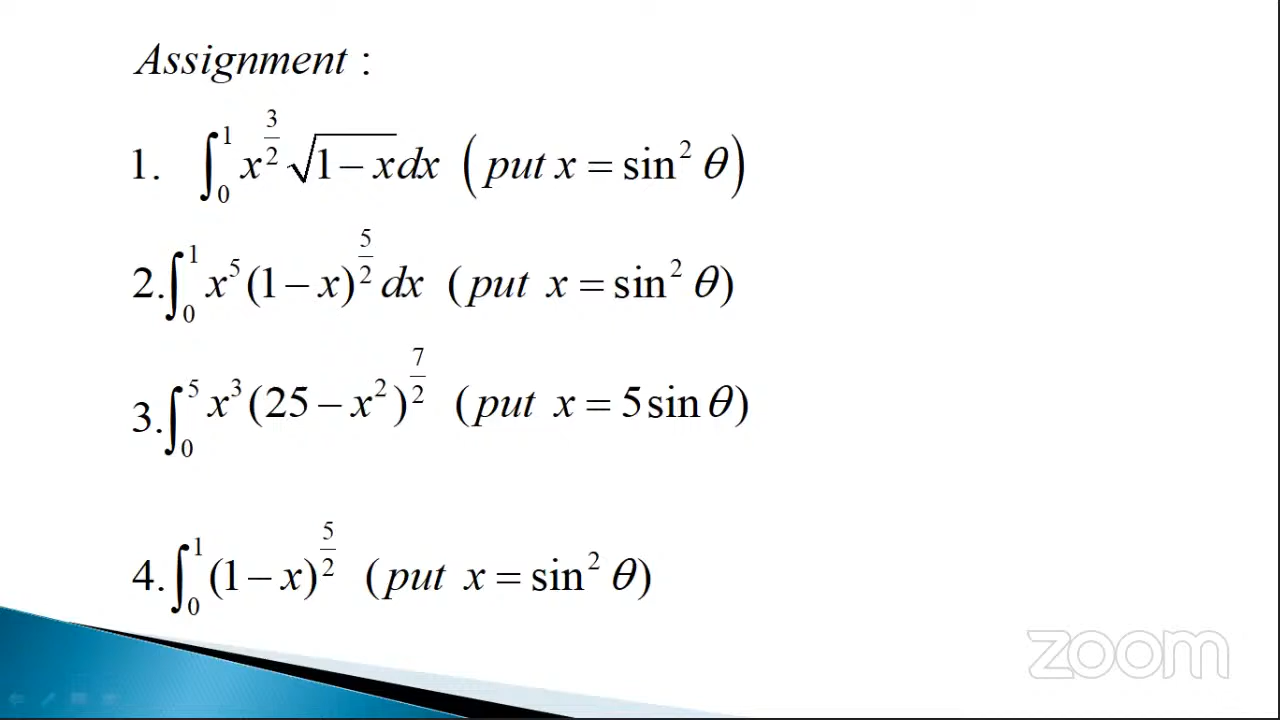 Assignment :
1. ∫₀¹ x^(3/2) √(1−x) dx (put x = sin² θ)
2. ∫₀¹ x⁵ (1−x)^(5/2) dx (put x = sin² θ)
3. ∫₀⁵ x³ (25−x²)^(7/2) (put x = 5 sin θ)
4. ∫₀¹ (1−x)^(5/2) (put x = sin² θ)
zoom